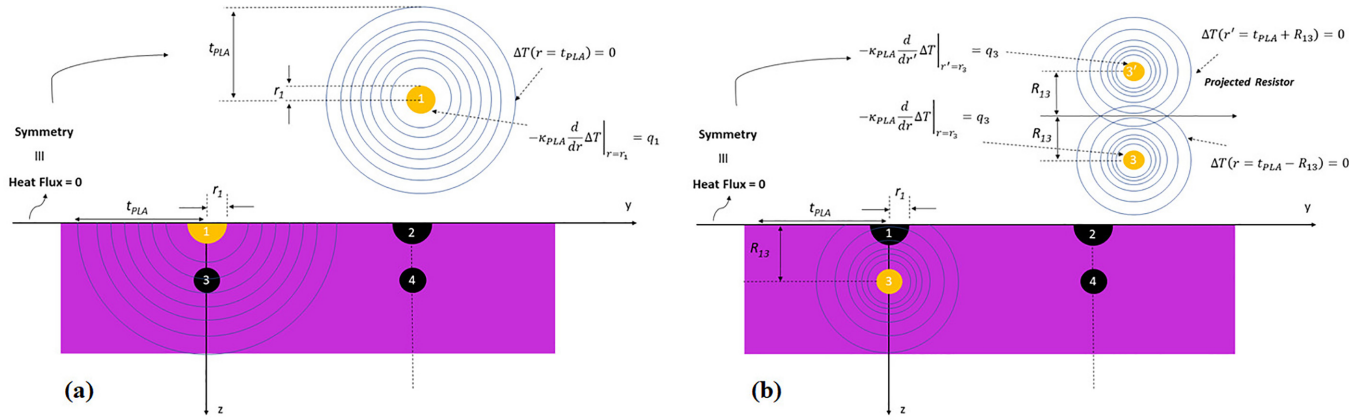 t_PLA
r_1
1
ΔT(r = t_PLA) = 0
-κ_PLA d/dr ΔT|_{r=r_1} = q_1
Symmetry
III
Heat Flux = 0
t_PLA
r_1
y
1
2
3
4
(a)
z
-κ_PLA d/dr' ΔT|_{r'=r_3} = q_3
3'
ΔT(r' = t_PLA + R_13) = 0
Projected Resistor
R_13
-κ_PLA d/dr ΔT|_{r=r_3} = q_3
R_13
3
ΔT(r = t_PLA − R_13) = 0
Symmetry
III
Heat Flux = 0
t_PLA
r_1
y
1
2
R_13
3
4
(b)
z